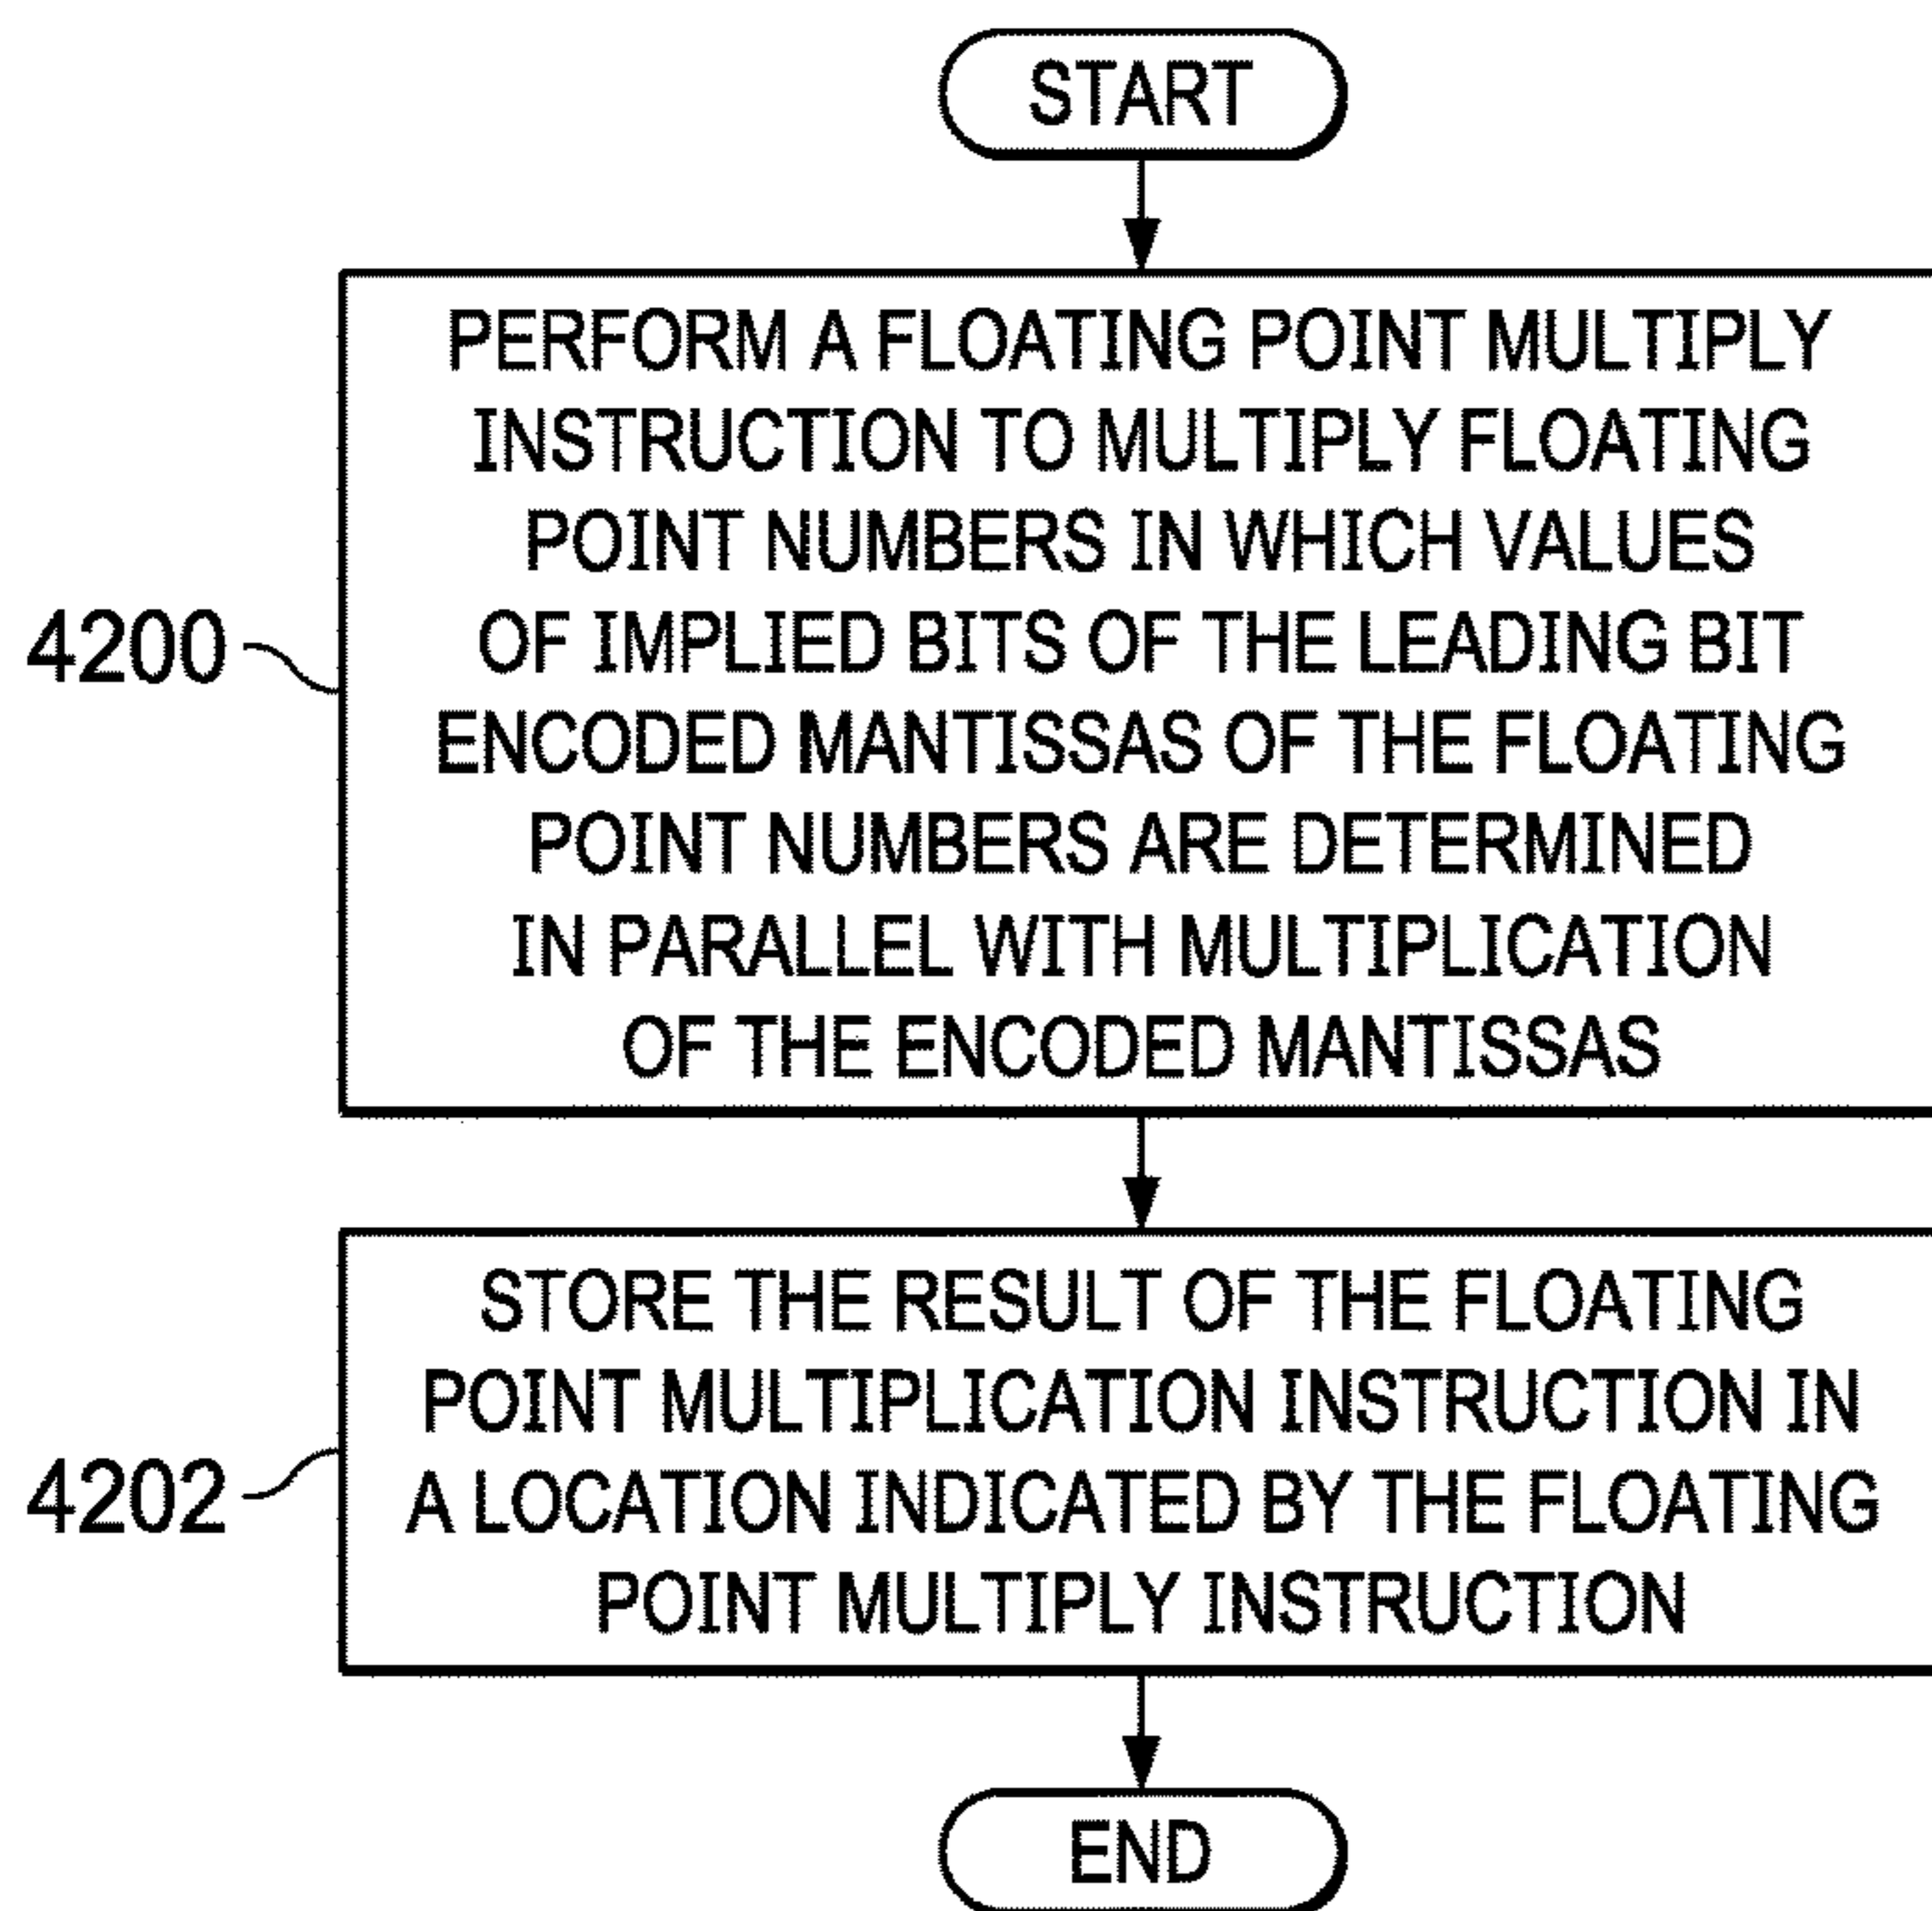 START
PERFORM A FLOATING POINT MULTIPLY
INSTRUCTION TO MULTIPLY FLOATING
POINT NUMBERS IN WHICH VALUES
OF IMPLIED BITS OF THE LEADING BIT
ENCODED MANTISSAS OF THE FLOATING
POINT NUMBERS ARE DETERMINED
IN PARALLEL WITH MULTIPLICATION
OF THE ENCODED MANTISSAS
4200
STORE THE RESULT OF THE FLOATING
POINT MULTIPLICATION INSTRUCTION IN
A LOCATION INDICATED BY THE FLOATING
POINT MULTIPLY INSTRUCTION
4202
END